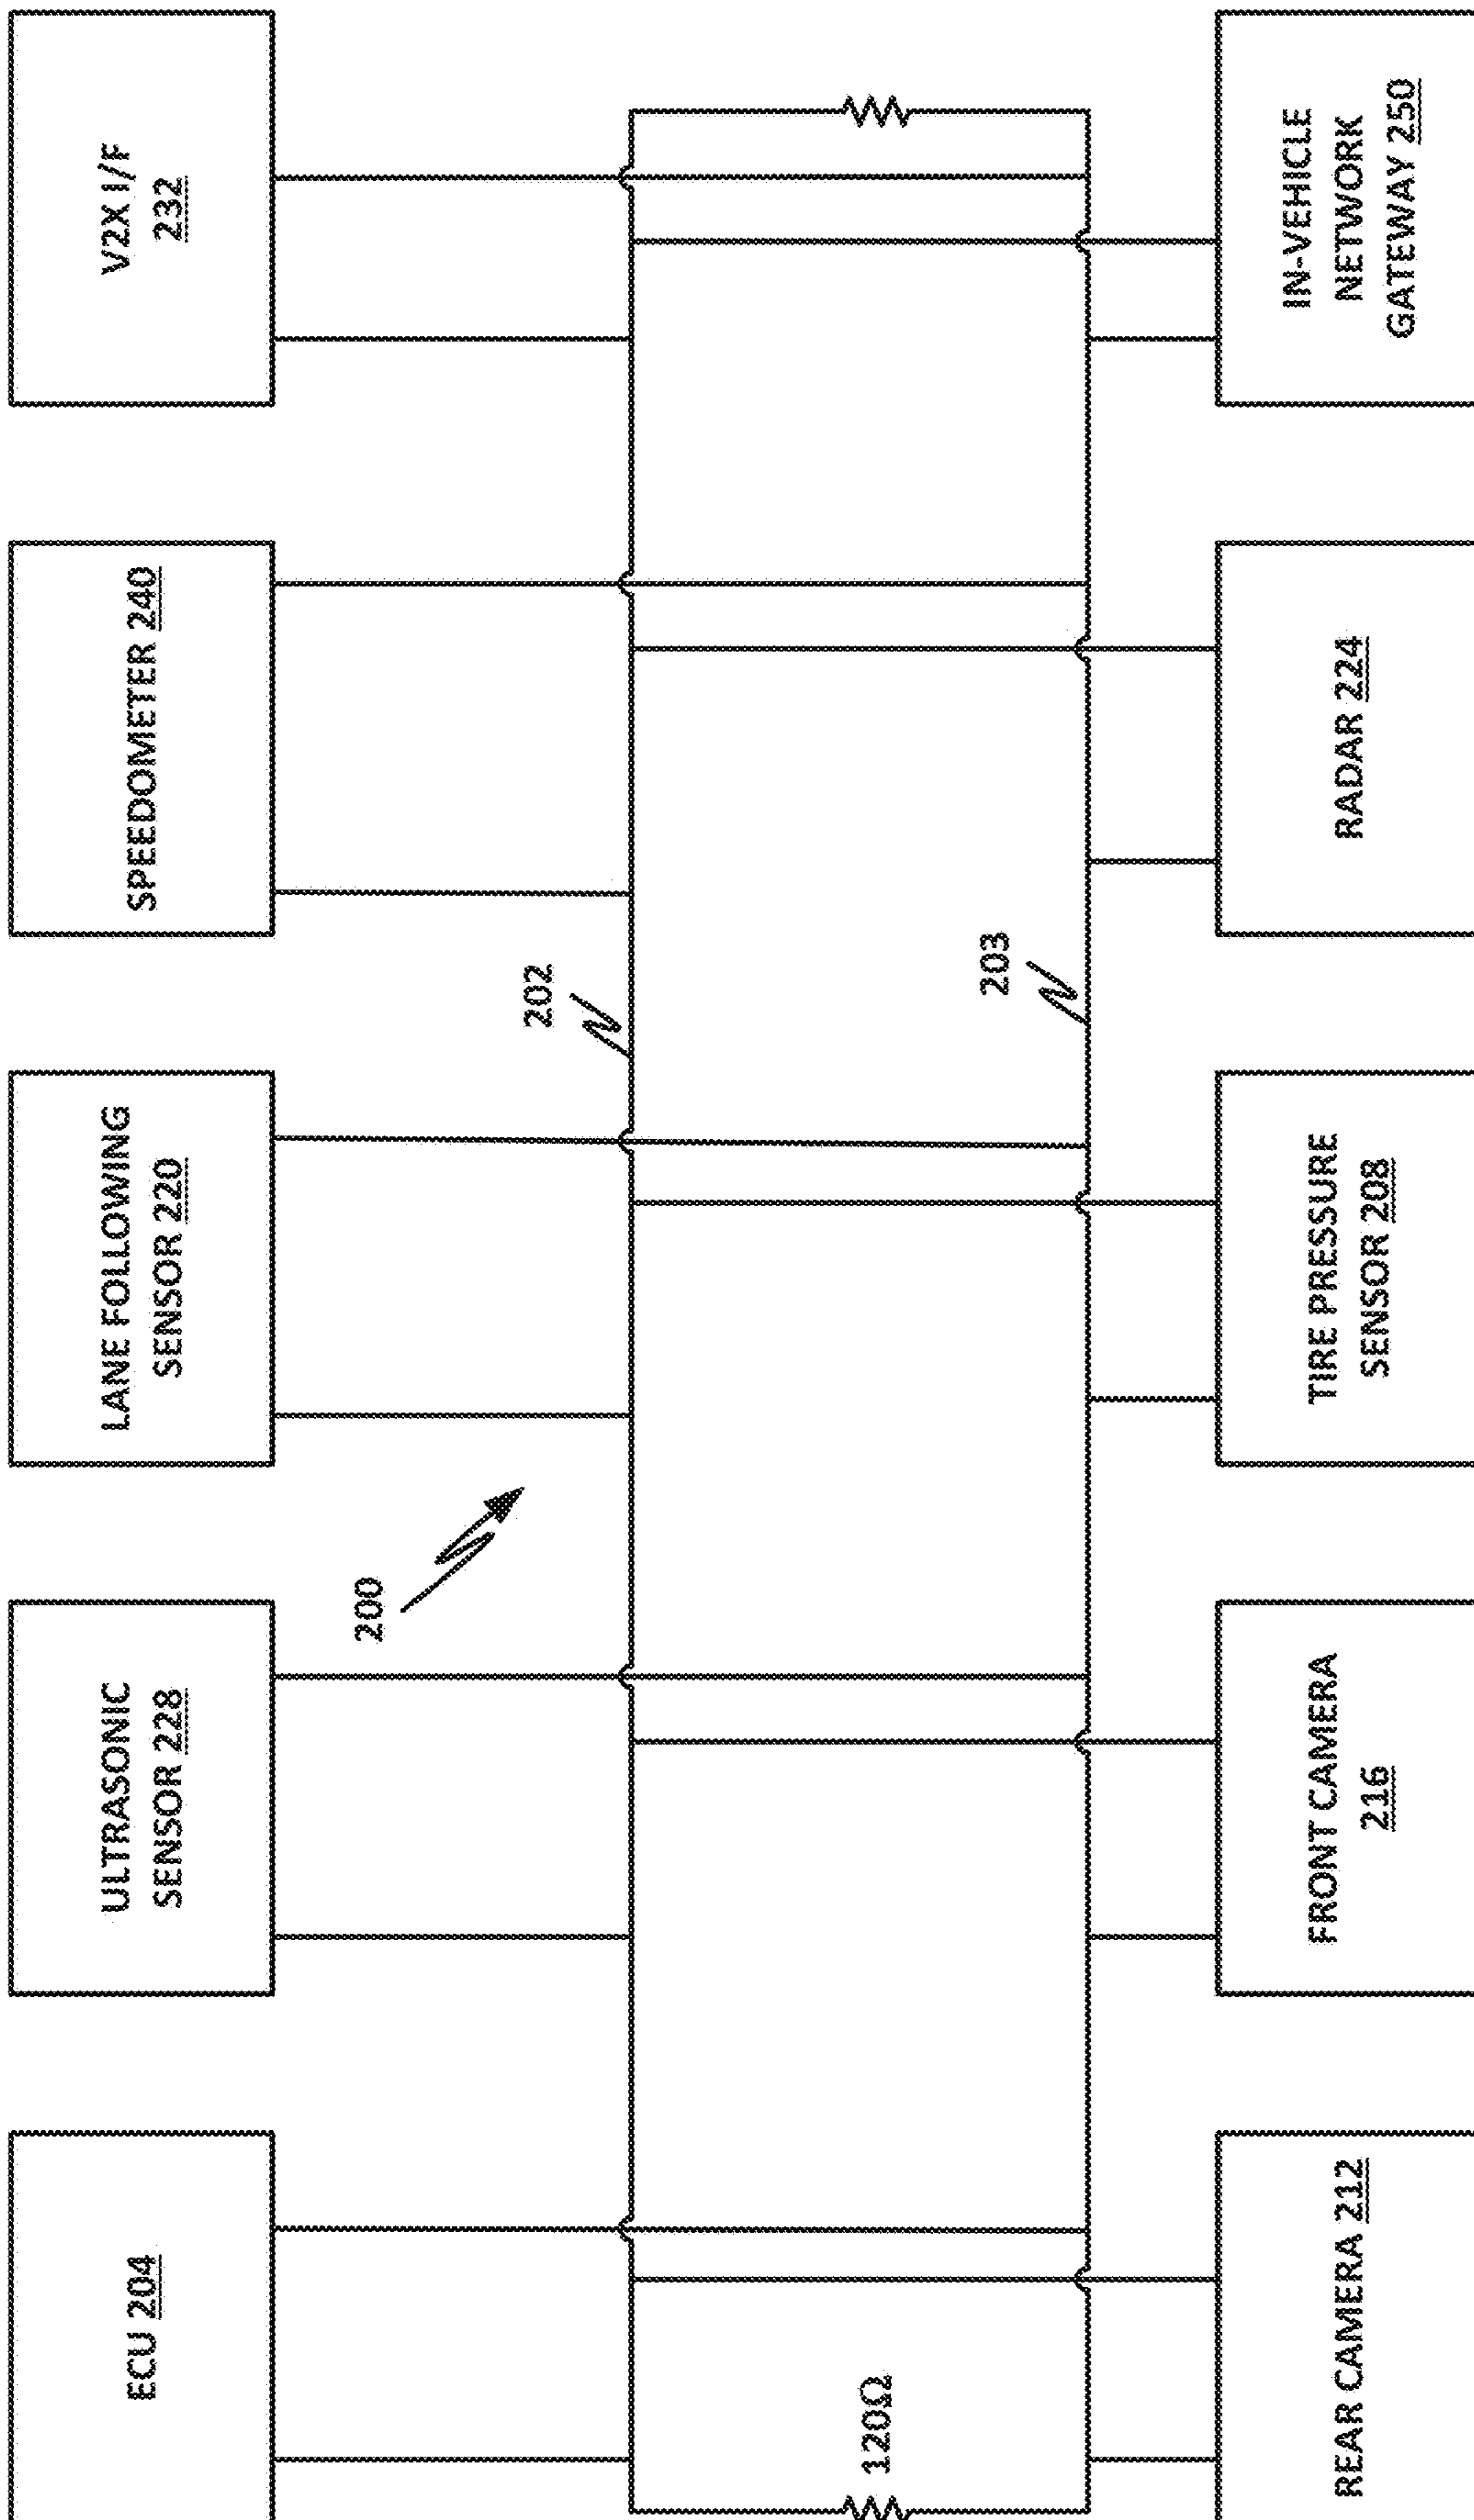 ECU 204
ULTRASONIC
SENSOR 228
LANE FOLLOWING
SENSOR 220
SPEEDOMETER 240
V2X I/F
232
200
202
203
120Ω
REAR CAMERA 212
FRONT CAMERA
216
TIRE PRESSURE
SENSOR 208
RADAR 224
IN-VEHICLE
NETWORK
GATEWAY 250